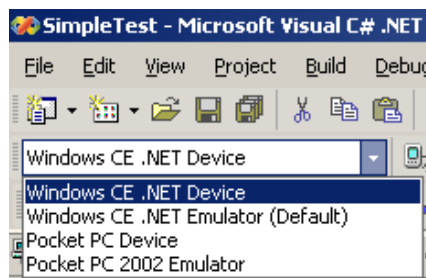 SimpleTest - Microsoft Visual C# .NET
File Edit View Project Build Debug
Windows CE .NET Device
Windows CE .NET Device
Windows CE .NET Emulator (Default)
Pocket PC Device
Pocket PC 2002 Emulator